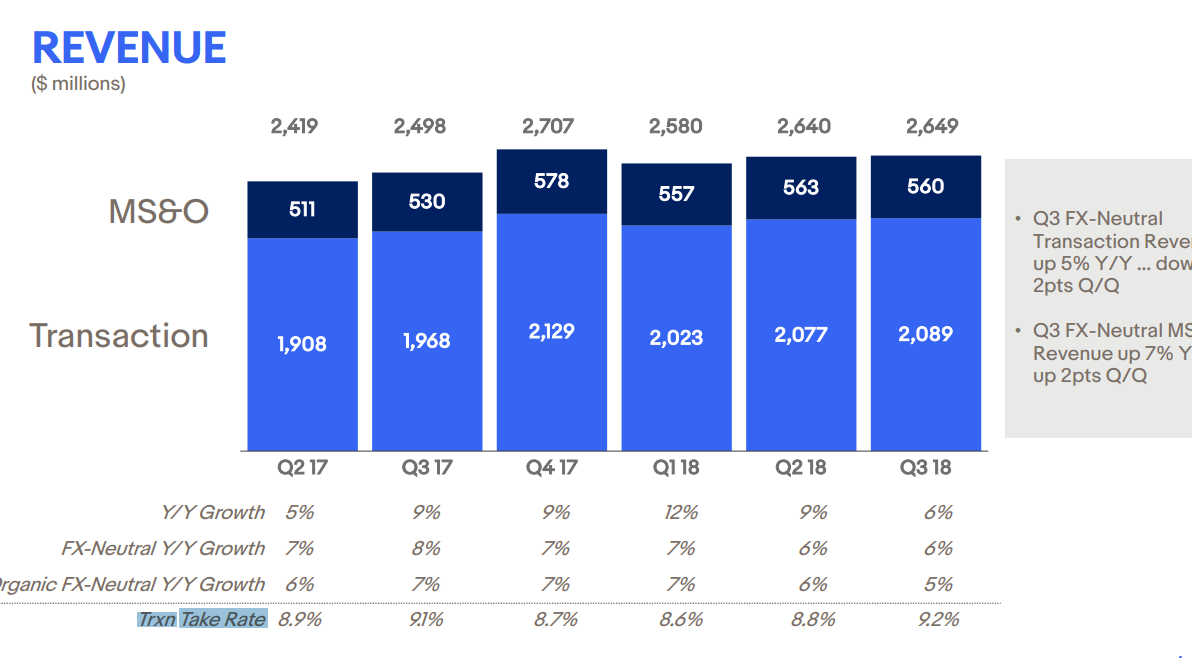 REVENUE
($ millions)
2,419 2,498 2,707 2,580 2,640 2,649
MS&O
511 530 578 557 563 560
Transaction
1,908 1,968 2,129 2,023 2,077 2,089
Q2 17 Q3 17 Q4 17 Q1 18 Q2 18 Q3 18
Y/Y Growth 5% 9% 9% 12% 9% 6%
FX-Neutral Y/Y Growth 7% 8% 7% 7% 6% 6%
rganic FX-Neutral Y/Y Growth 6% 7% 7% 7% 6% 5%
Trxn Take Rate 8.9% 9.1% 8.7% 8.6% 8.8% 9.2%
• Q3 FX-Neutral
Transaction Reve
up 5% Y/Y ... dow
2pts Q/Q
• Q3 FX-Neutral MS
Revenue up 7% Y
up 2pts Q/Q